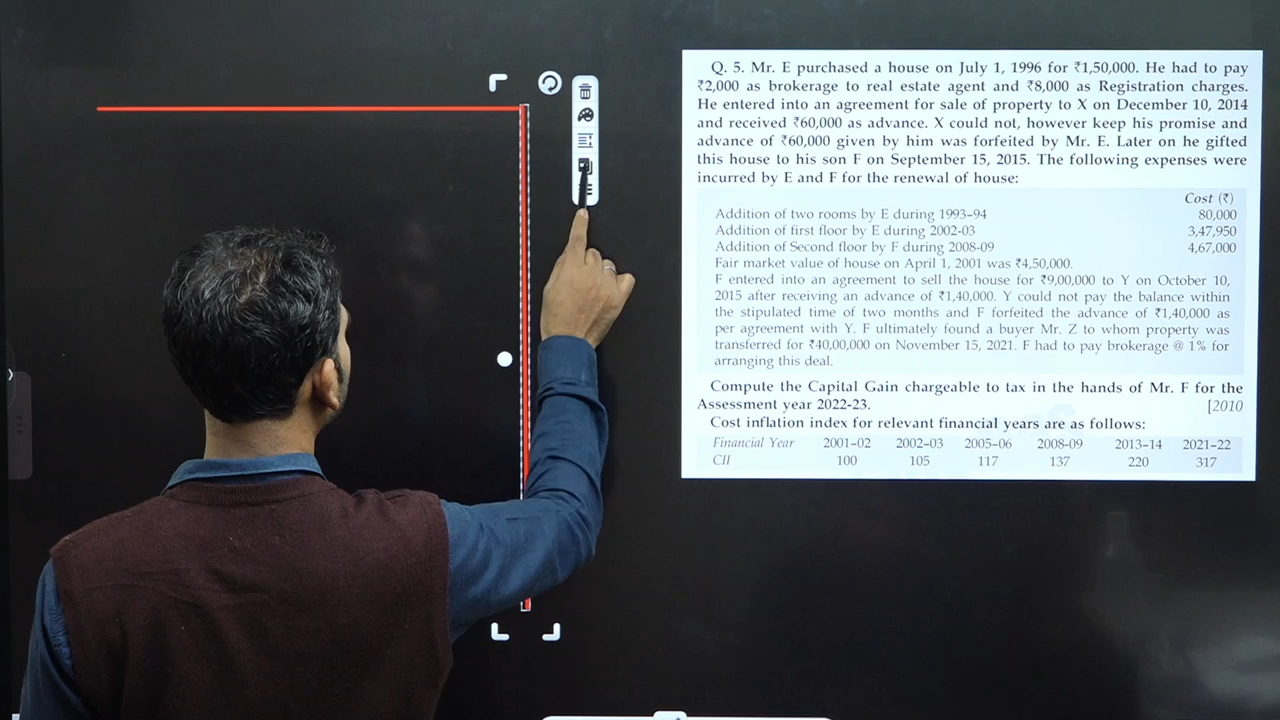 Q. 5. Mr. E purchased a house on July 1, 1996 for ₹1,50,000. He had to pay
₹2,000 as brokerage to real estate agent and ₹8,000 as Registration charges.
He entered into an agreement for sale of property to X on December 10, 2014
and received ₹60,000 as advance. X could not, however keep his promise and
advance of ₹60,000 given by him was forfeited by Mr. E. Later on he gifted
this house to his son F on September 15, 2015. The following expenses were
incurred by E and F for the renewal of house:
Cost (₹)
Addition of two rooms by E during 1993–94 80,000
Addition of first floor by E during 2002-03 3,47,950
Addition of Second floor by F during 2008-09 4,67,000
Fair market value of house on April 1, 2001 was ₹4,50,000.
F entered into an agreement to sell the house for ₹9,00,000 to Y on October 10,
2015 after receiving an advance of ₹1,40,000. Y could not pay the balance within
the stipulated time of two months and F forfeited the advance of ₹1,40,000 as
per agreement with Y. F ultimately found a buyer Mr. Z to whom property was
transferred for ₹40,00,000 on November 15, 2021. F had to pay brokerage @ 1% for
arranging this deal.
Compute the Capital Gain chargeable to tax in the hands of Mr. F for the
Assessment year 2022-23. [2010
Cost inflation index for relevant financial years are as follows:
Financial Year 2001–02 2002–03 2005–06 2008–09 2013–14 2021–22
CII 100 105 117 137 220 317